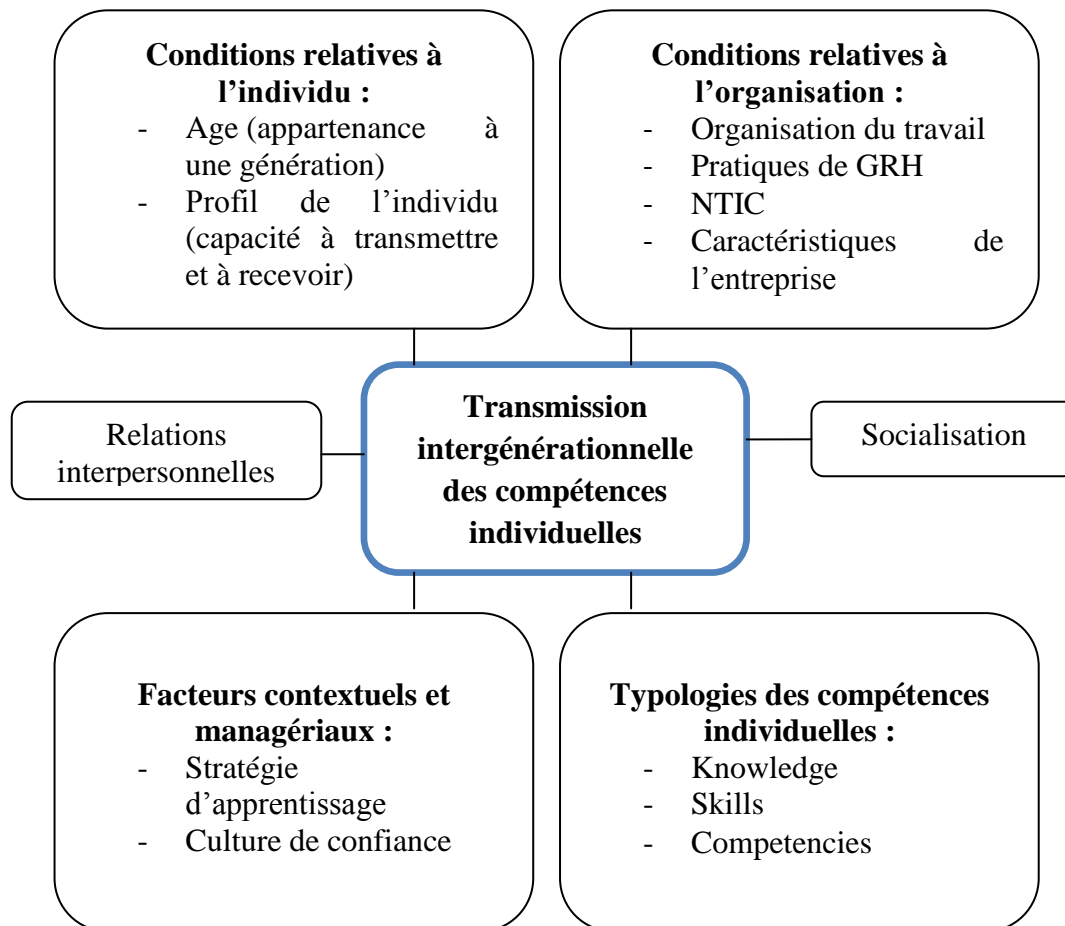 Conditions relatives à
l’individu :
- Age (appartenance à
une génération)
- Profil de l’individu
(capacité à transmettre
et à recevoir)
Conditions relatives à
l’organisation :
- Organisation du travail
- Pratiques de GRH
- NTIC
- Caractéristiques de
l’entreprise
Relations
interpersonnelles
Transmission
intergénérationnelle
des compétences
individuelles
Socialisation
Facteurs contextuels et
managériaux :
- Stratégie
d’apprentissage
- Culture de confiance
Typologies des compétences
individuelles :
- Knowledge
- Skills
- Competencies